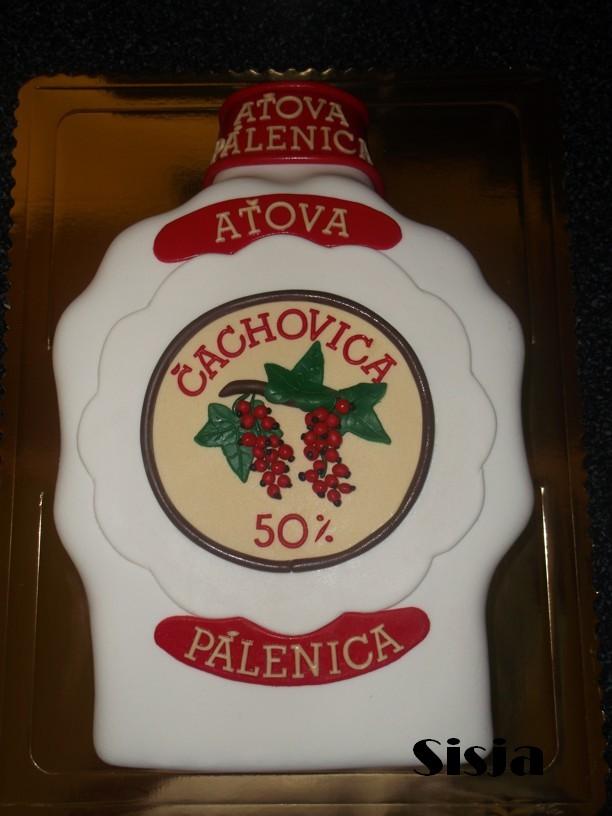 AŤOVA
PÁLENICA
AŤOVA
ČACHOVICA
50%
PÁLENICA
Sisja